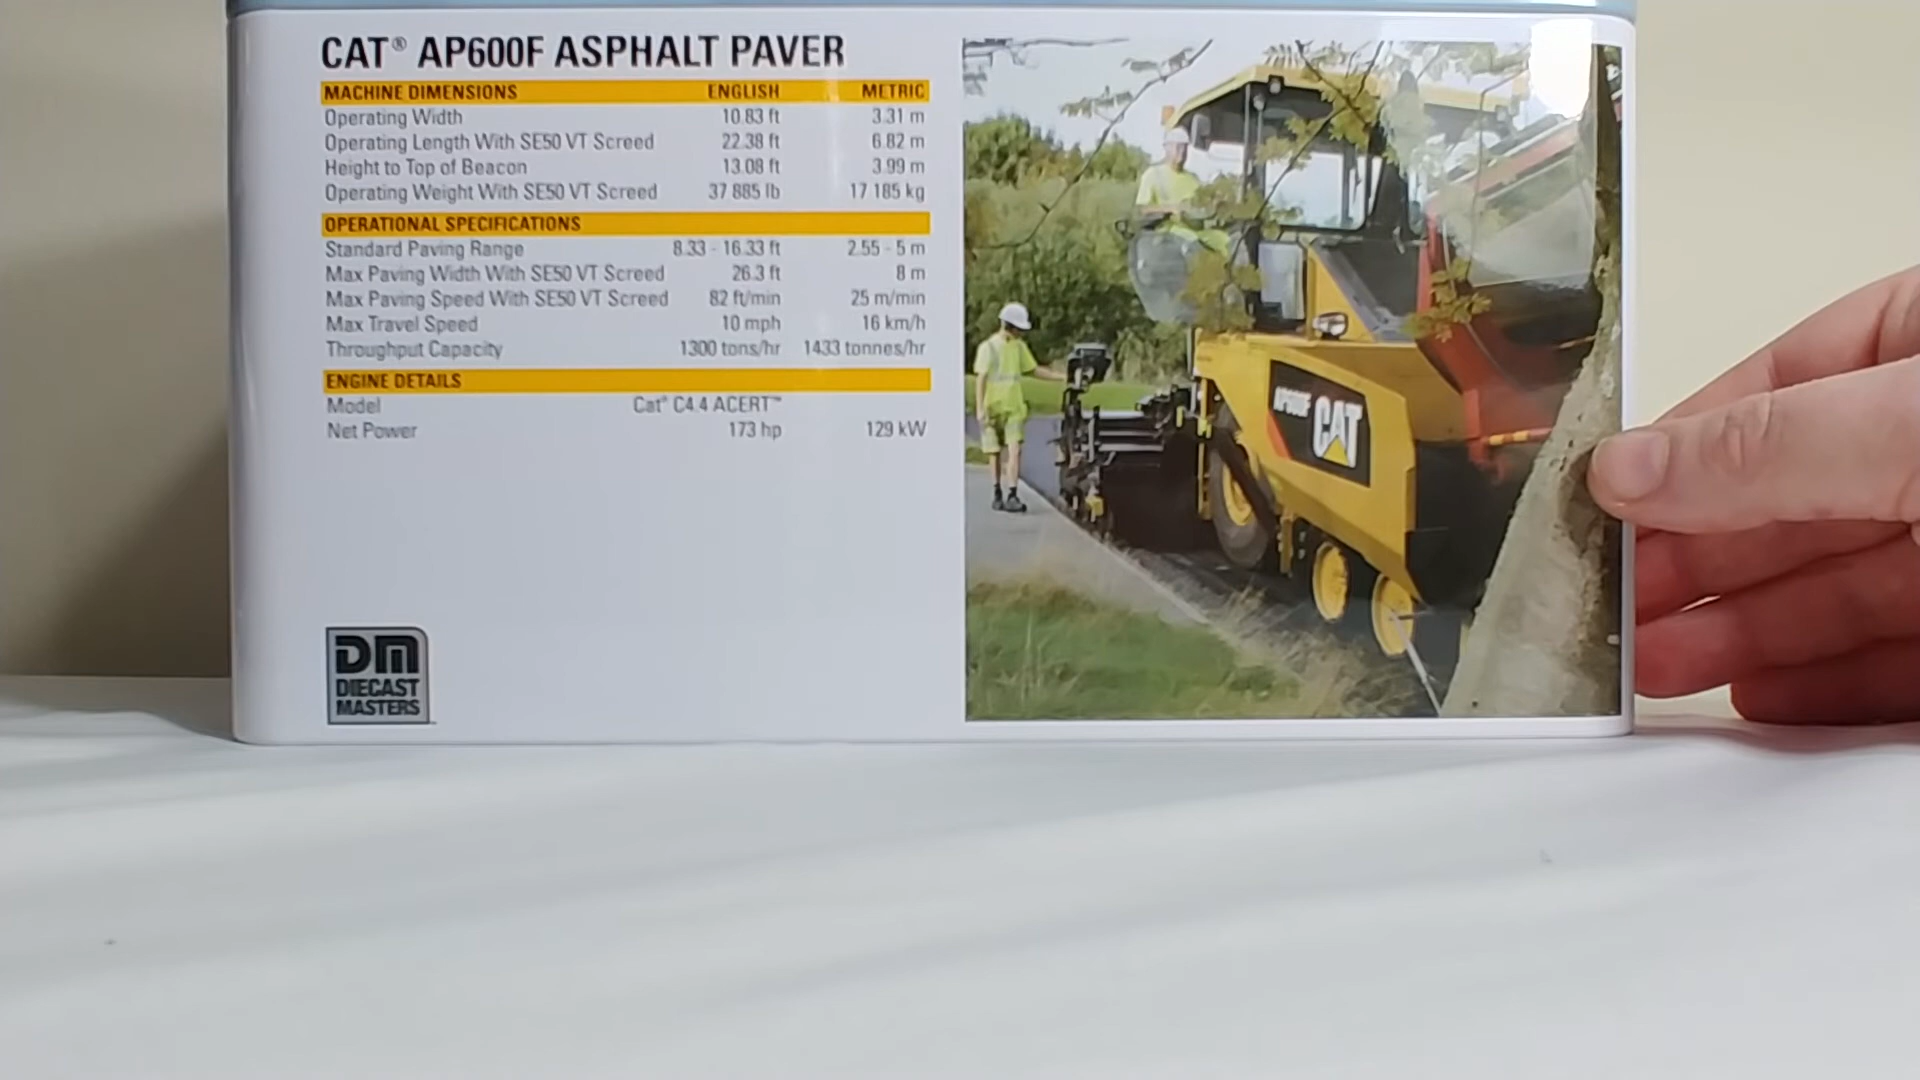 CAT® AP600F ASPHALT PAVER
MACHINE DIMENSIONS ENGLISH METRIC
Operating Width 10.83 ft 3.31 m
Operating Length With SE50 VT Screed 22.38 ft 6.82 m
Height to Top of Beacon 13.08 ft 3.99 m
Operating Weight With SE50 VT Screed 37 885 lb 17 185 kg
OPERATIONAL SPECIFICATIONS
Standard Paving Range 8.33 - 16.33 ft 2.55 - 5 m
Max Paving Width With SE50 VT Screed 26.3 ft 8 m
Max Paving Speed With SE50 VT Screed 82 ft/min 25 m/min
Max Travel Speed 10 mph 16 km/h
Throughput Capacity 1300 tons/hr 1433 tonnes/hr
ENGINE DETAILS
Model Cat® C4.4 ACERT™
Net Power 173 hp 129 kW
DM
DIECAST
MASTERS
AP600F CAT